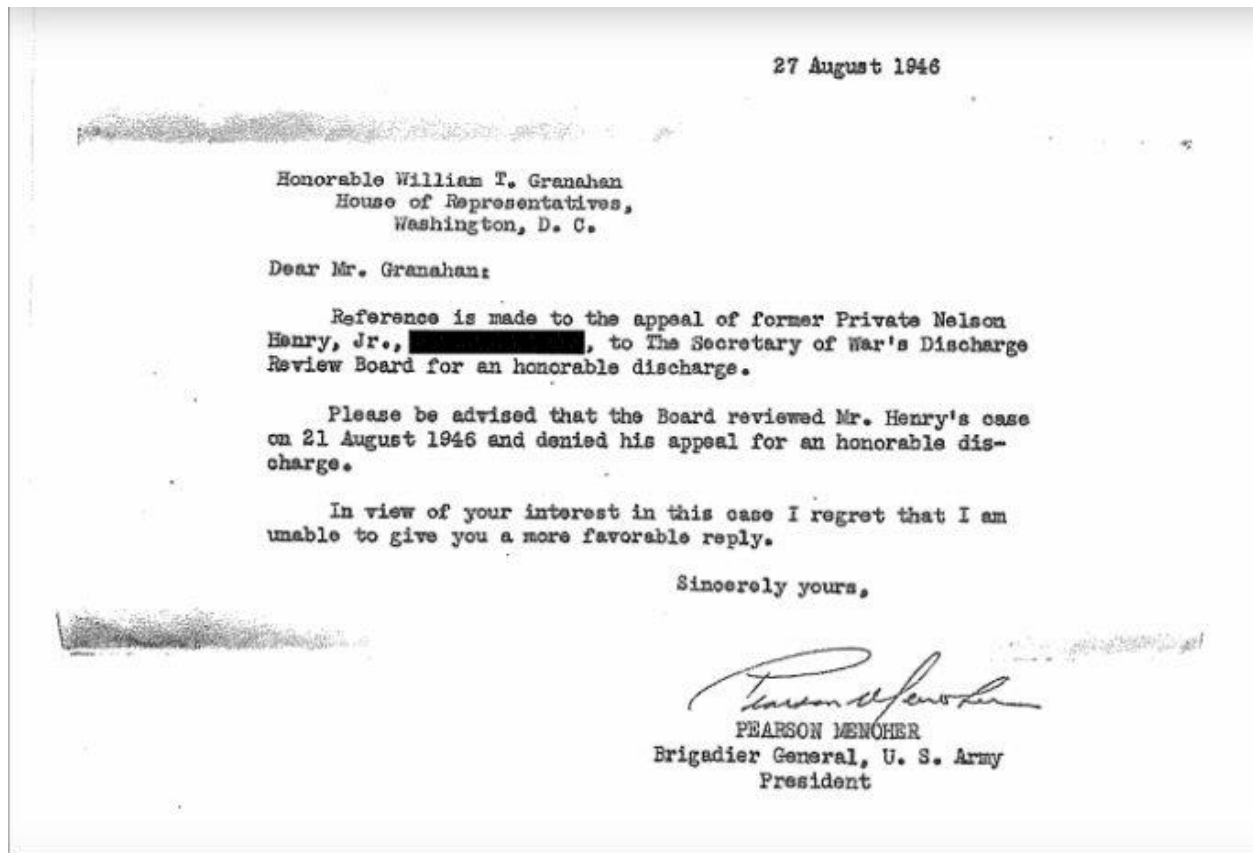 27 August 1946
Honorable William T. Granahan
House of Representatives,
Washington, D. C.
Dear Mr. Granahan:
Reference is made to the appeal of former Private Nelson
Henry, Jr., , to The Secretary of War's Discharge
Review Board for an honorable discharge.
Please be advised that the Board reviewed Mr. Henry's case
on 21 August 1946 and denied his appeal for an honorable dis-
charge.
In view of your interest in this case I regret that I am
unable to give you a more favorable reply.
Sincerely yours,
Pearson Menoher
PEARSON MENOHER
Brigadier General, U. S. Army
President